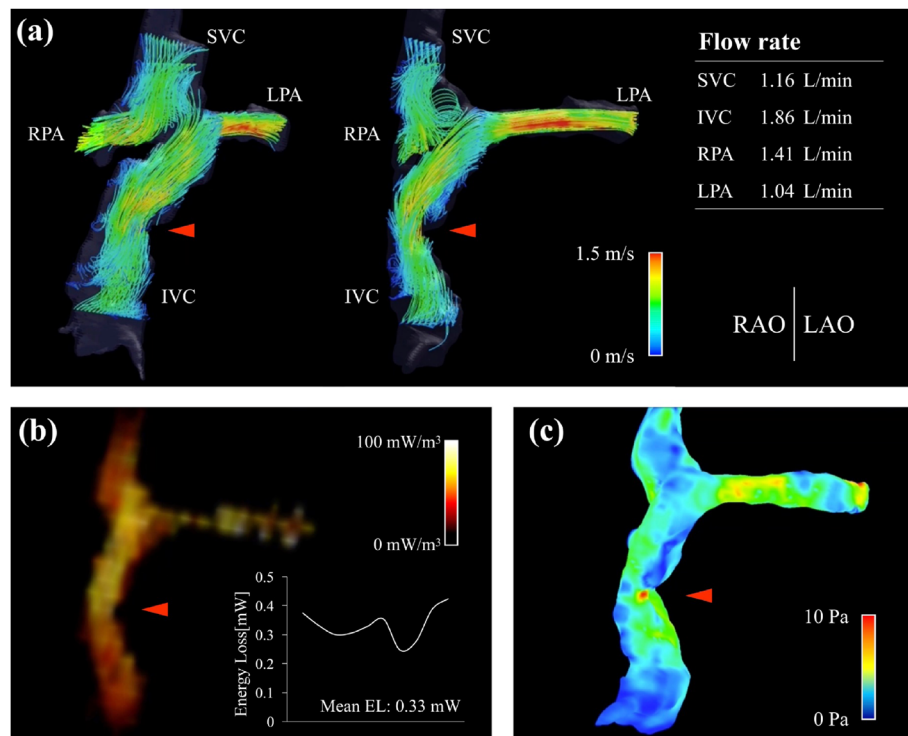 (a)
SVC
LPA
RPA
IVC
SVC
LPA
RPA
IVC
Flow rate
SVC 1.16 L/min
IVC 1.86 L/min
RPA 1.41 L/min
LPA 1.04 L/min
1.5 m/s
0 m/s
RAO LAO
(b)
100 mW/m³
0 mW/m³
0.5
0.4
0.3
0.2
0.1
0
Energy Loss[mW]
Mean EL: 0.33 mW
(c)
10 Pa
0 Pa